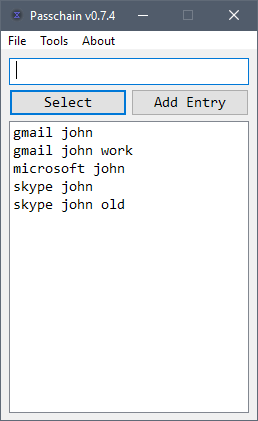 Passchain v0.7.4
File Tools About
Select Add Entry
gmail john
gmail john work
microsoft john
skype john
skype john old